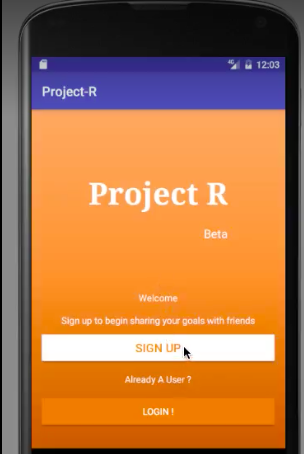 4G 12:03
Project-R
Project R
Beta
Welcome
Sign up to begin sharing your goals with friends
SIGN UP
Already A User ?
LOGIN !